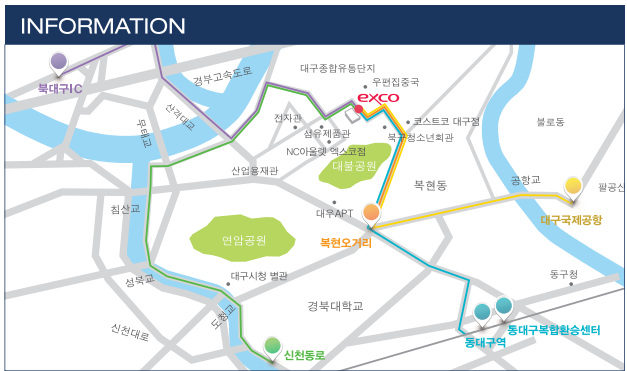 INFORMATION
대구종합유통단지
경부고속도로
우편집중국
북대구IC
exco
산격대교
전자관
코스트코 대구점
불로동
무태교
섬유제품관
북구청소년회관
NC아울렛 엑스코점
대불공원
산업용재관
복현동
공항교
팔공산
침산교
대우APT
대구국제공항
연암공원
복현오거리
성북교
대구시청 별관
동구청
경북대학교
도청교
신천대로
동대구복합환승센터
동대구역
신천동로